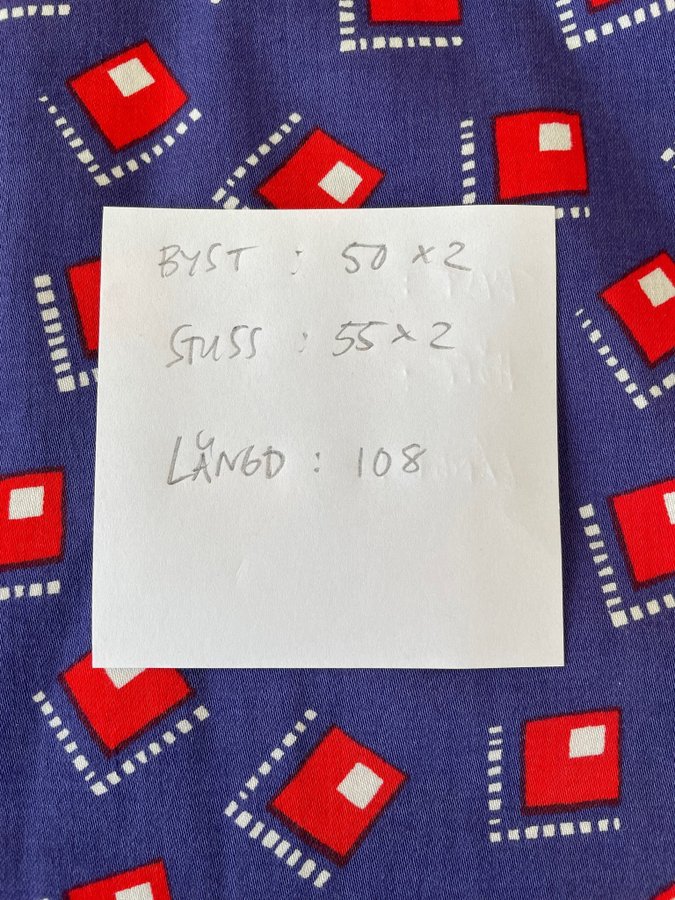 BYST : 50 x 2
STUSS : 55 x 2
LÄNGD : 108